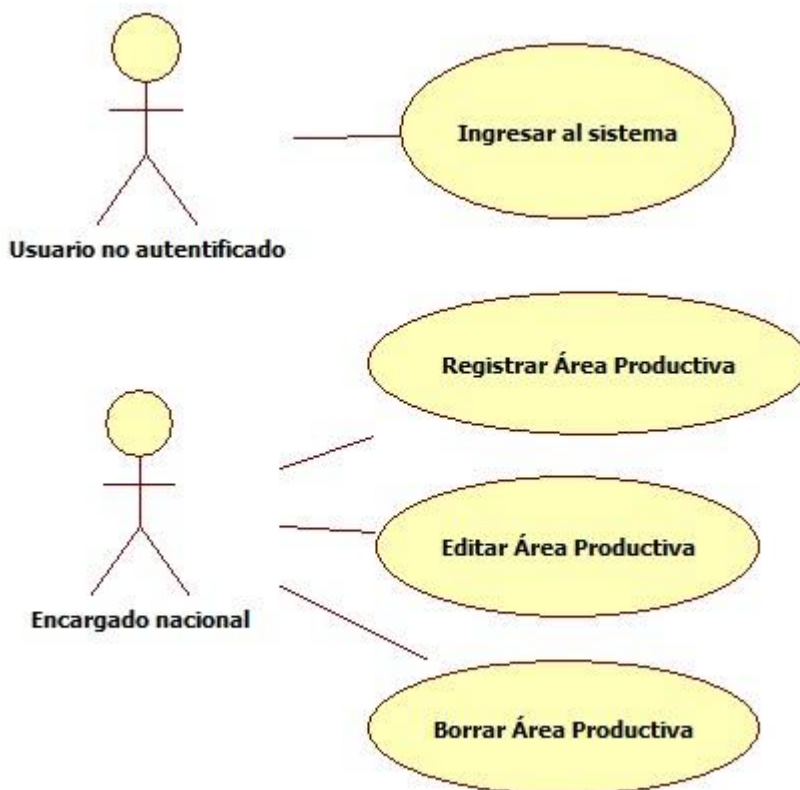 Ingresar al sistema
Usuario no autentificado
Registrar Área Productiva
Editar Área Productiva
Encargado nacional
Borrar Área Productiva